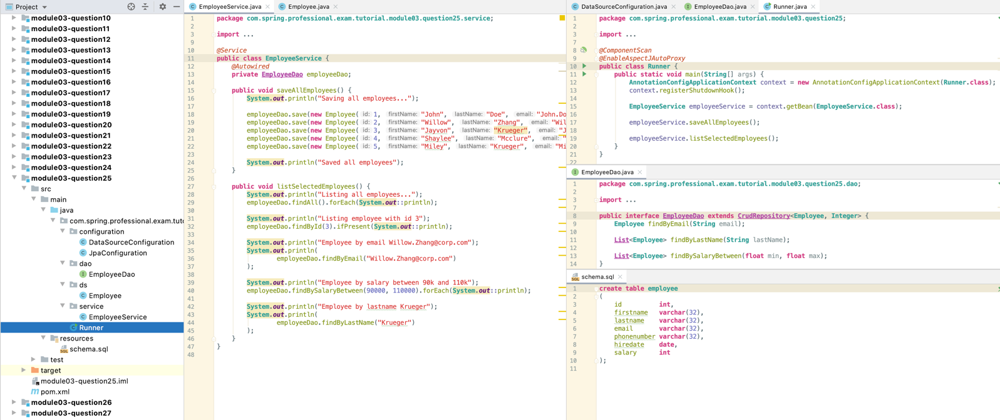 Project
module03-question10
module03-question11
module03-question12
module03-question13
module03-question14
module03-question15
module03-question16
module03-question17
module03-question18
module03-question19
module03-question20
module03-question21
module03-question22
module03-question23
module03-question24
module03-question25
src
main
java
com.spring.professional.exam.tuto
configuration
DataSourceConfiguration
JpaConfiguration
dao
EmployeeDao
ds
Employee
service
EmployeeService
Runner
resources
schema.sql
test
target
module03-question25.iml
pom.xml
module03-question26
module03-question27
EmployeeService.java Employee.java
1 package com.spring.professional.exam.tutorial.module03.question25.service;
2
3 import ...
9
10 @Service
11 public class EmployeeService {
12 @Autowired
13 private EmployeeDao employeeDao;
14
15 public void saveAllEmployees() {
16 System.out.println("Saving all employees...");
17
18 employeeDao.save(new Employee( id: 1, firstName: "John", lastName: "Doe", email: "John.Do
19 employeeDao.save(new Employee( id: 2, firstName: "Willow", lastName: "Zhang", email: "Wil
20 employeeDao.save(new Employee( id: 3, firstName: "Jayvon", lastName: "Krueger", email: "J
21 employeeDao.save(new Employee( id: 4, firstName: "Shaylee", lastName: "Mcclure", email: "
22 employeeDao.save(new Employee( id: 5, firstName: "Miley", lastName: "Krueger", email: "Mi
23
24 System.out.println("Saved all employees");
25 }
26
27 public void listSelectedEmployees() {
28 System.out.println("Listing all employees...");
29 employeeDao.findAll().forEach(System.out::println);
30
31 System.out.println("Listing employee with id 3");
32 employeeDao.findById(3).ifPresent(System.out::println);
33
34 System.out.println("Employee by email Willow.Zhang@corp.com");
35 System.out.println(
36 employeeDao.findByEmail("Willow.Zhang@corp.com")
37 );
38
39 System.out.println("Employee by salary between 90k and 110k");
40 employeeDao.findBySalaryBetween(90000, 110000).forEach(System.out::println);
41
42 System.out.println("Employee by lastname Krueger");
43 System.out.println(
44 employeeDao.findByLastName("Krueger")
45 );
46 }
47 }
48
DataSourceConfiguration.java EmployeeDao.java Runner.java
1 package com.spring.professional.exam.tutorial.module03.question25;
2
3 import ...
7
8 @ComponentScan
9 @EnableAspectJAutoProxy
10 public class Runner {
11 public static void main(String[] args) {
12 AnnotationConfigApplicationContext context = new AnnotationConfigApplicationContext(Runner.class);
13 context.registerShutdownHook();
14
15 EmployeeService employeeService = context.getBean(EmployeeService.class);
16
17 employeeService.saveAllEmployees();
18
19 employeeService.listSelectedEmployees();
20 }
21 }
22
EmployeeDao.java
1 package com.spring.professional.exam.tutorial.module03.question25.dao;
2
3 import ...
7
8 public interface EmployeeDao extends CrudRepository<Employee, Integer> {
9 Employee findByEmail(String email);
10
11 List<Employee> findByLastName(String lastName);
12
13 List<Employee> findBySalaryBetween(float min, float max);
14 }
schema.sql
1 create table employee
2 (
3 id int,
4 firstname varchar(32),
5 lastname varchar(32),
6 email varchar(32),
7 phonenumber varchar(32),
8 hiredate date,
9 salary int
10 );
11